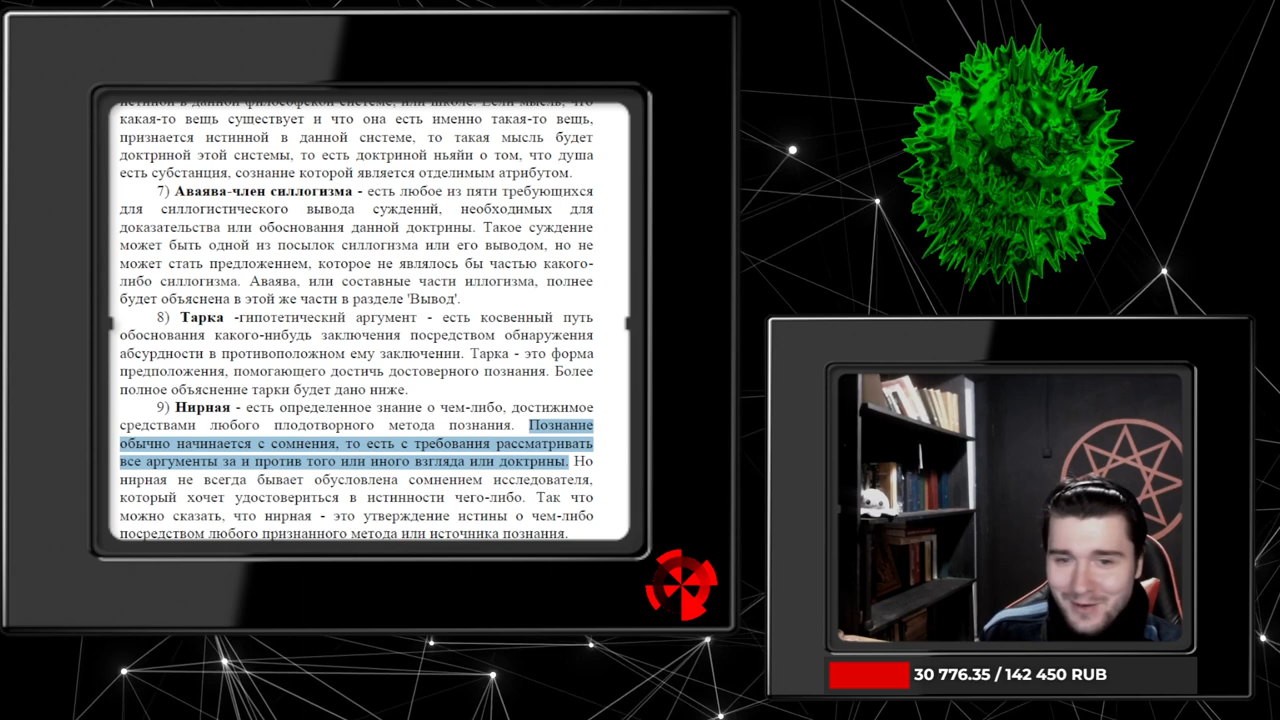 истиной в данной философской системе, или школе. Если мысль, что
какая-то вещь существует и что она есть именно такая-то вещь,
признается истинной в данной системе, то такая мысль будет
доктриной этой системы, то есть доктриной ньяйи о том, что душа
есть субстанция, сознание которой является отделимым атрибутом.
7) Аваява-член силлогизма - есть любое из пяти требующихся
для силлогистического вывода суждений, необходимых для
доказательства или обоснования данной доктрины. Такое суждение
может быть одной из посылок силлогизма или его выводом, но не
может стать предложением, которое не являлось бы частью какого-
либо силлогизма. Аваява, или составные части иллогизма, полнее
будет объяснена в этой же части в разделе 'Вывод'.
8) Тарка -гипотетический аргумент - есть косвенный путь
обоснования какого-нибудь заключения посредством обнаружения
абсурдности в противоположном ему заключении. Тарка - это форма
предположения, помогающего достичь достоверного познания. Более
полное объяснение тарки будет дано ниже.
9) Нирная - есть определенное знание о чем-либо, достижимое
средствами любого плодотворного метода познания. Познание
обычно начинается с сомнения, то есть с требования рассматривать
все аргументы за и против того или иного взгляда или доктрины. Но
нирная не всегда бывает обусловлена сомнением исследователя,
который хочет удостовериться в истинности чего-либо. Так что
можно сказать, что нирная - это утверждение истины о чем-либо
посредством любого признанного метода или источника познания.
30 776.35 / 142 450 RUB